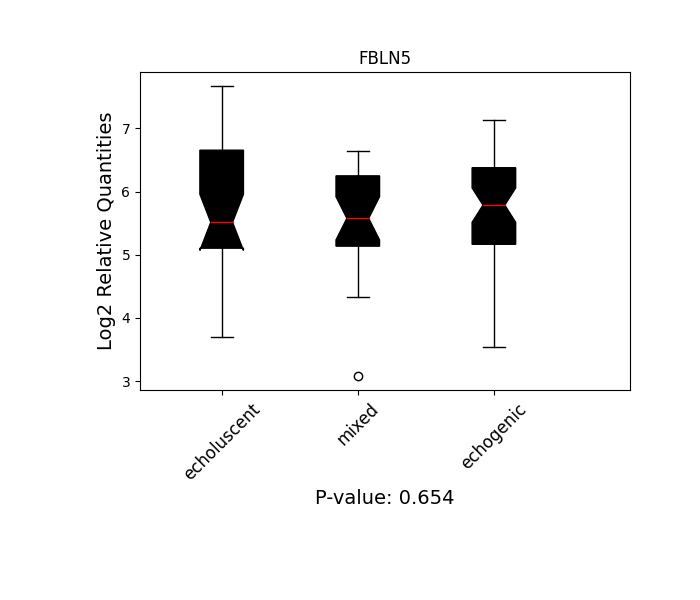 FBLN5
Log2 Relative Quantities
7
6
5
4
3
echoluscent
mixed
echogenic
P-value: 0.654